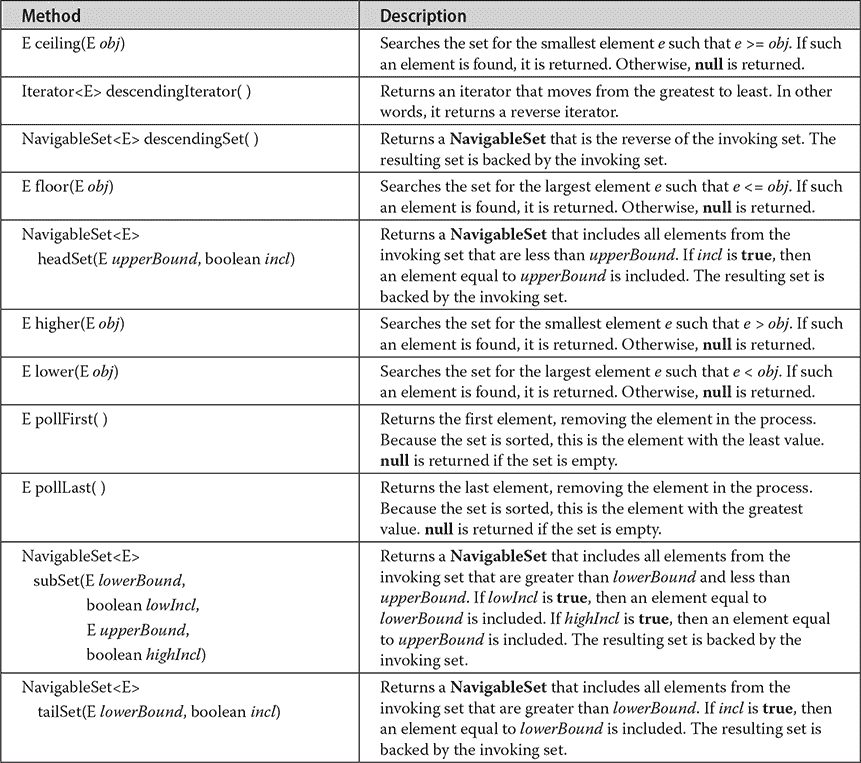 Method Description
E ceiling(E obj) Searches the set for the smallest element e such that e >= obj. If such
an element is found, it is returned. Otherwise, null is returned.
Iterator<E> descendingIterator( ) Returns an iterator that moves from the greatest to least. In other
words, it returns a reverse iterator.
NavigableSet<E> descendingSet( ) Returns a NavigableSet that is the reverse of the invoking set. The
resulting set is backed by the invoking set.
E floor(E obj) Searches the set for the largest element e such that e <= obj. If such
an element is found, it is returned. Otherwise, null is returned.
NavigableSet<E> Returns a NavigableSet that includes all elements from the
headSet(E upperBound, boolean incl) invoking set that are less than upperBound. If incl is true, then
an element equal to upperBound is included. The resulting set is
backed by the invoking set.
E higher(E obj) Searches the set for the smallest element e such that e > obj. If such
an element is found, it is returned. Otherwise, null is returned.
E lower(E obj) Searches the set for the largest element e such that e < obj. If such
an element is found, it is returned. Otherwise, null is returned.
E pollFirst( ) Returns the first element, removing the element in the process.
Because the set is sorted, this is the element with the least value.
null is returned if the set is empty.
E pollLast( ) Returns the last element, removing the element in the process.
Because the set is sorted, this is the element with the greatest
value. null is returned if the set is empty.
NavigableSet<E> Returns a NavigableSet that includes all elements from the
subSet(E lowerBound, invoking set that are greater than lowerBound and less than
boolean lowIncl, upperBound. If lowIncl is true, then an element equal to
E upperBound, lowerBound is included. If highIncl is true, then an element equal
boolean highIncl) to upperBound is included. The resulting set is backed by the
invoking set.
NavigableSet<E> Returns a NavigableSet that includes all elements from the
tailSet(E lowerBound, boolean incl) invoking set that are greater than lowerBound. If incl is true, then
an element equal to lowerBound is included. The resulting set is
backed by the invoking set.